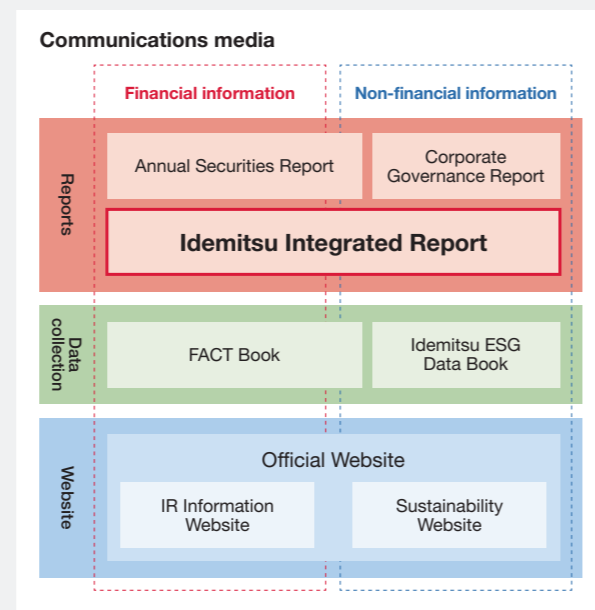 Communications media
Financial information
Non-financial information
Reports
Annual Securities Report
Corporate
Governance Report
Idemitsu Integrated Report
Data
collection
FACT Book
Idemitsu ESG
Data Book
Website
Official Website
IR Information
Website
Sustainability
Website